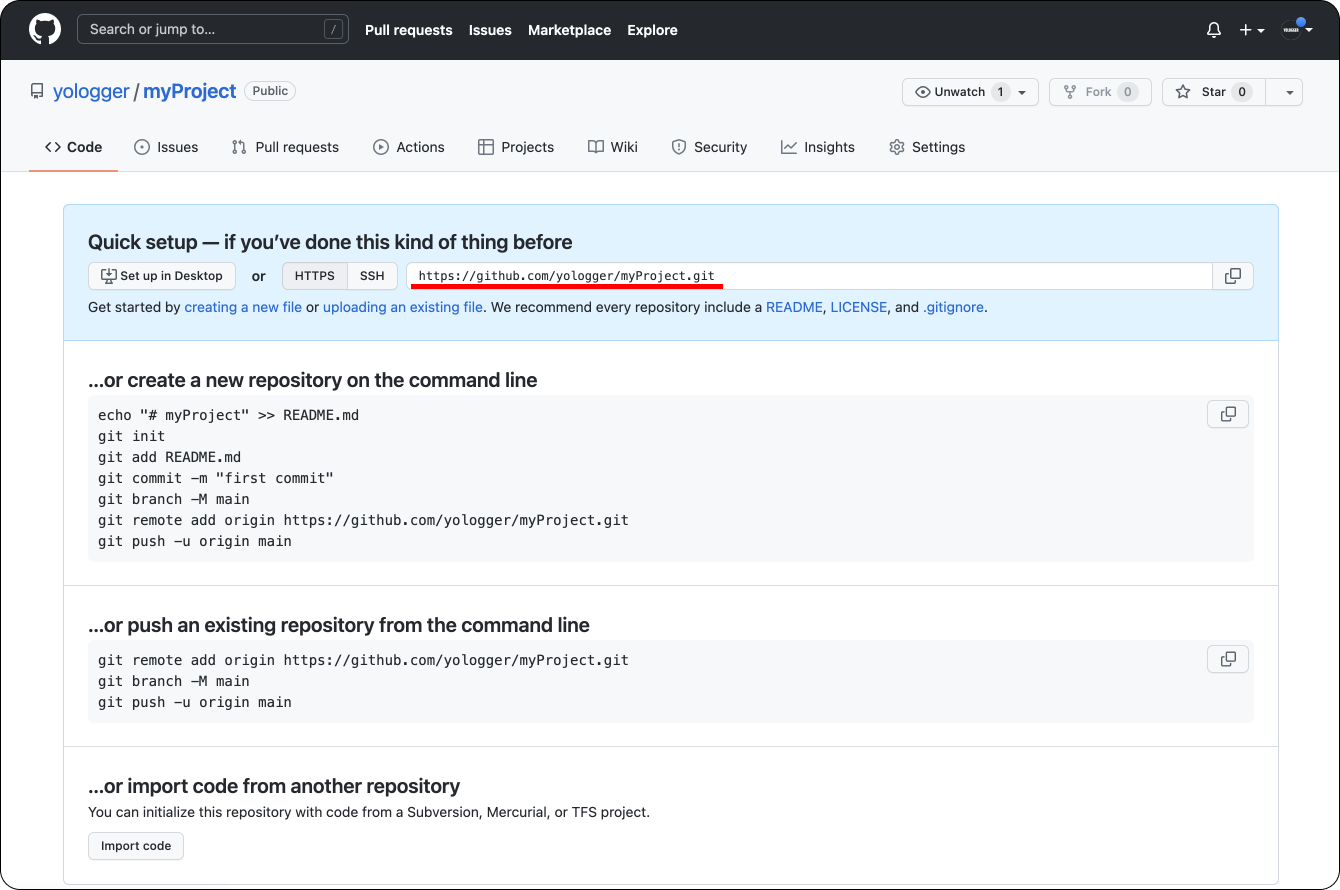 Search or jump to... /
Pull requests Issues Marketplace Explore
yologger / myProject Public
Unwatch 1 Fork 0 Star 0
Code Issues Pull requests Actions Projects Wiki Security Insights Settings
Quick setup — if you’ve done this kind of thing before
Set up in Desktop or HTTPS SSH https://github.com/yologger/myProject.git
Get started by creating a new file or uploading an existing file. We recommend every repository include a README, LICENSE, and .gitignore.
…or create a new repository on the command line
echo "# myProject" >> README.md
git init
git add README.md
git commit -m "first commit"
git branch -M main
git remote add origin https://github.com/yologger/myProject.git
git push -u origin main
…or push an existing repository from the command line
git remote add origin https://github.com/yologger/myProject.git
git branch -M main
git push -u origin main
…or import code from another repository
You can initialize this repository with code from a Subversion, Mercurial, or TFS project.
Import code